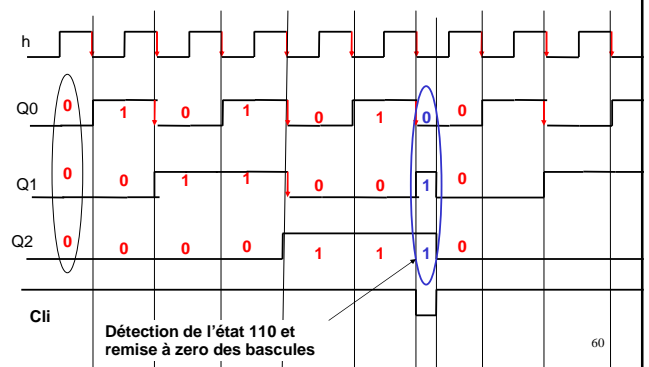 h
Q0 0 1 0 1 0 1 0 0
Q1 0 0 1 1 0 0 1 0
Q2 0 0 0 0 1 1 1 0
Cli
Détection de l'état 110 et
remise à zero des bascules
60